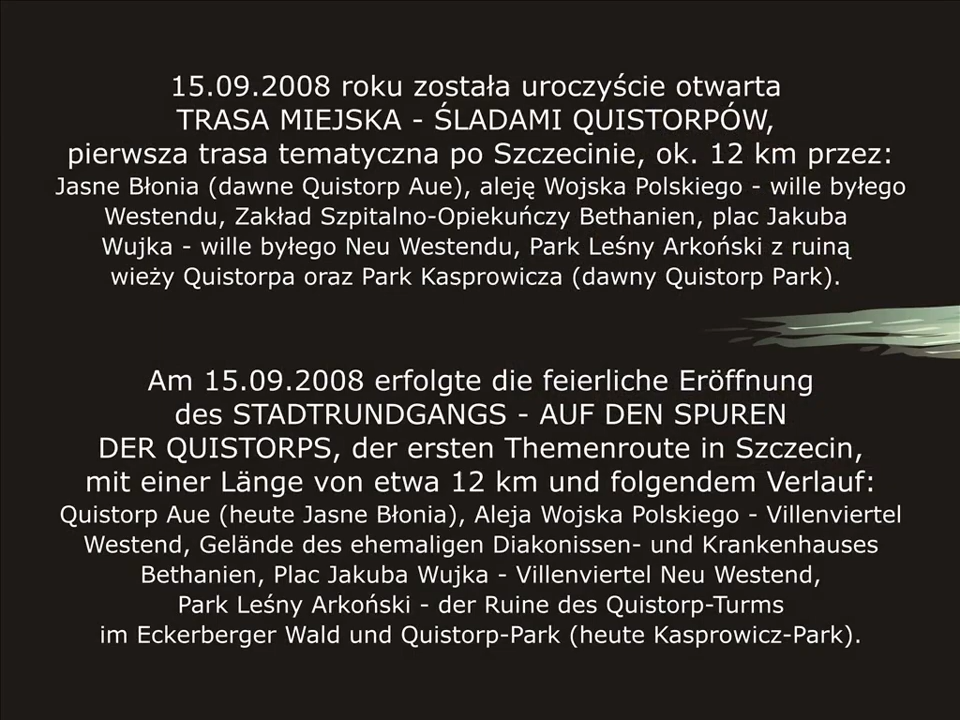 15.09.2008 roku została uroczyście otwarta
TRASA MIEJSKA - ŚLADAMI QUISTORPÓW,
pierwsza trasa tematyczna po Szczecinie, ok. 12 km przez:
Jasne Błonia (dawne Quistorp Aue), aleję Wojska Polskiego - wille byłego
Westendu, Zakład Szpitalno-Opiekuńczy Bethanien, plac Jakuba
Wujka - wille byłego Neu Westendu, Park Leśny Arkoński z ruiną
wieży Quistorpa oraz Park Kasprowicza (dawny Quistorp Park).
Am 15.09.2008 erfolgte die feierliche Eröffnung
des STADTRUNDGANGS - AUF DEN SPUREN
DER QUISTORPS, der ersten Themenroute in Szczecin,
mit einer Länge von etwa 12 km und folgendem Verlauf:
Quistorp Aue (heute Jasne Błonia), Aleja Wojska Polskiego - Villenviertel
Westend, Gelände des ehemaligen Diakonissen- und Krankenhauses
Bethanien, Plac Jakuba Wujka - Villenviertel Neu Westend,
Park Leśny Arkoński - der Ruine des Quistorp-Turms
im Eckerberger Wald und Quistorp-Park (heute Kasprowicz-Park).